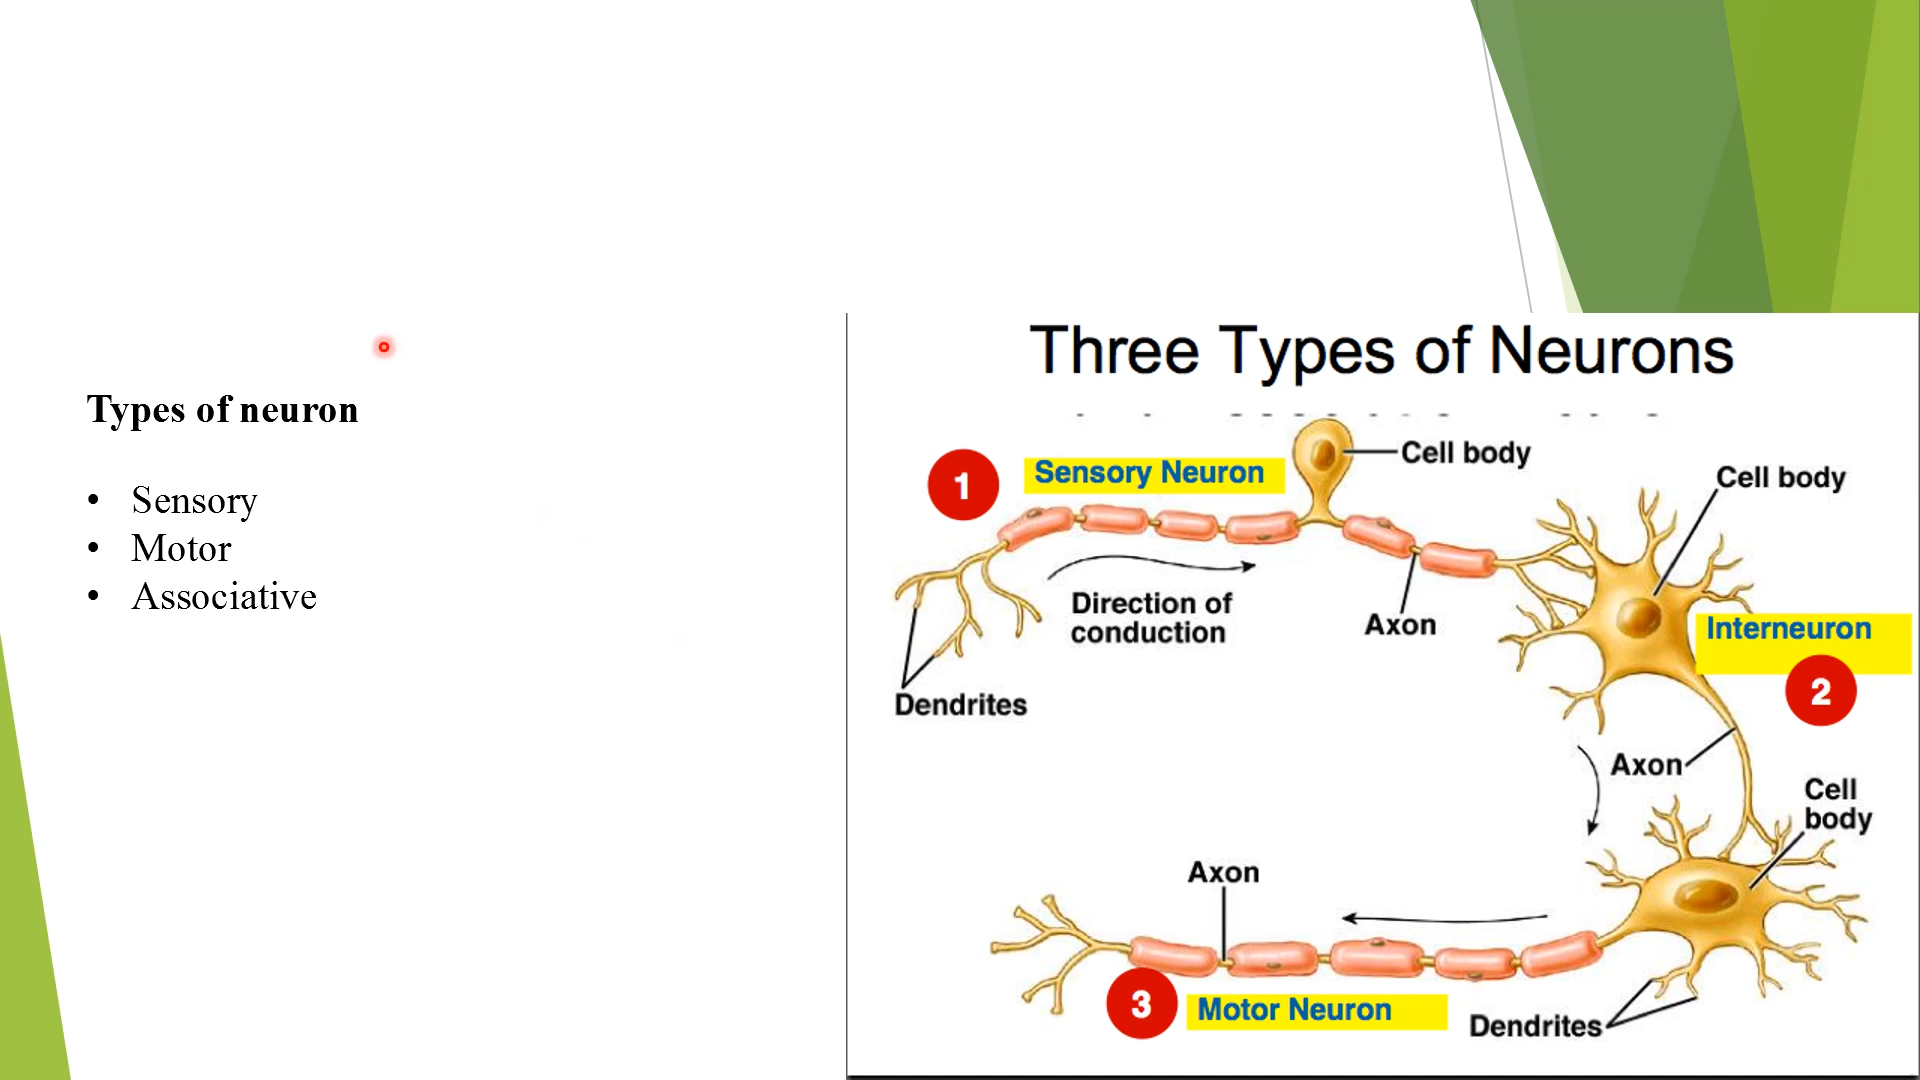 Types of neuron
• Sensory
• Motor
• Associative
Three Types of Neurons
1
Sensory Neuron
Cell body
Cell body
Direction of
conduction
Axon
Interneuron
2
Dendrites
Axon
Cell
body
Axon
3
Motor Neuron
Dendrites